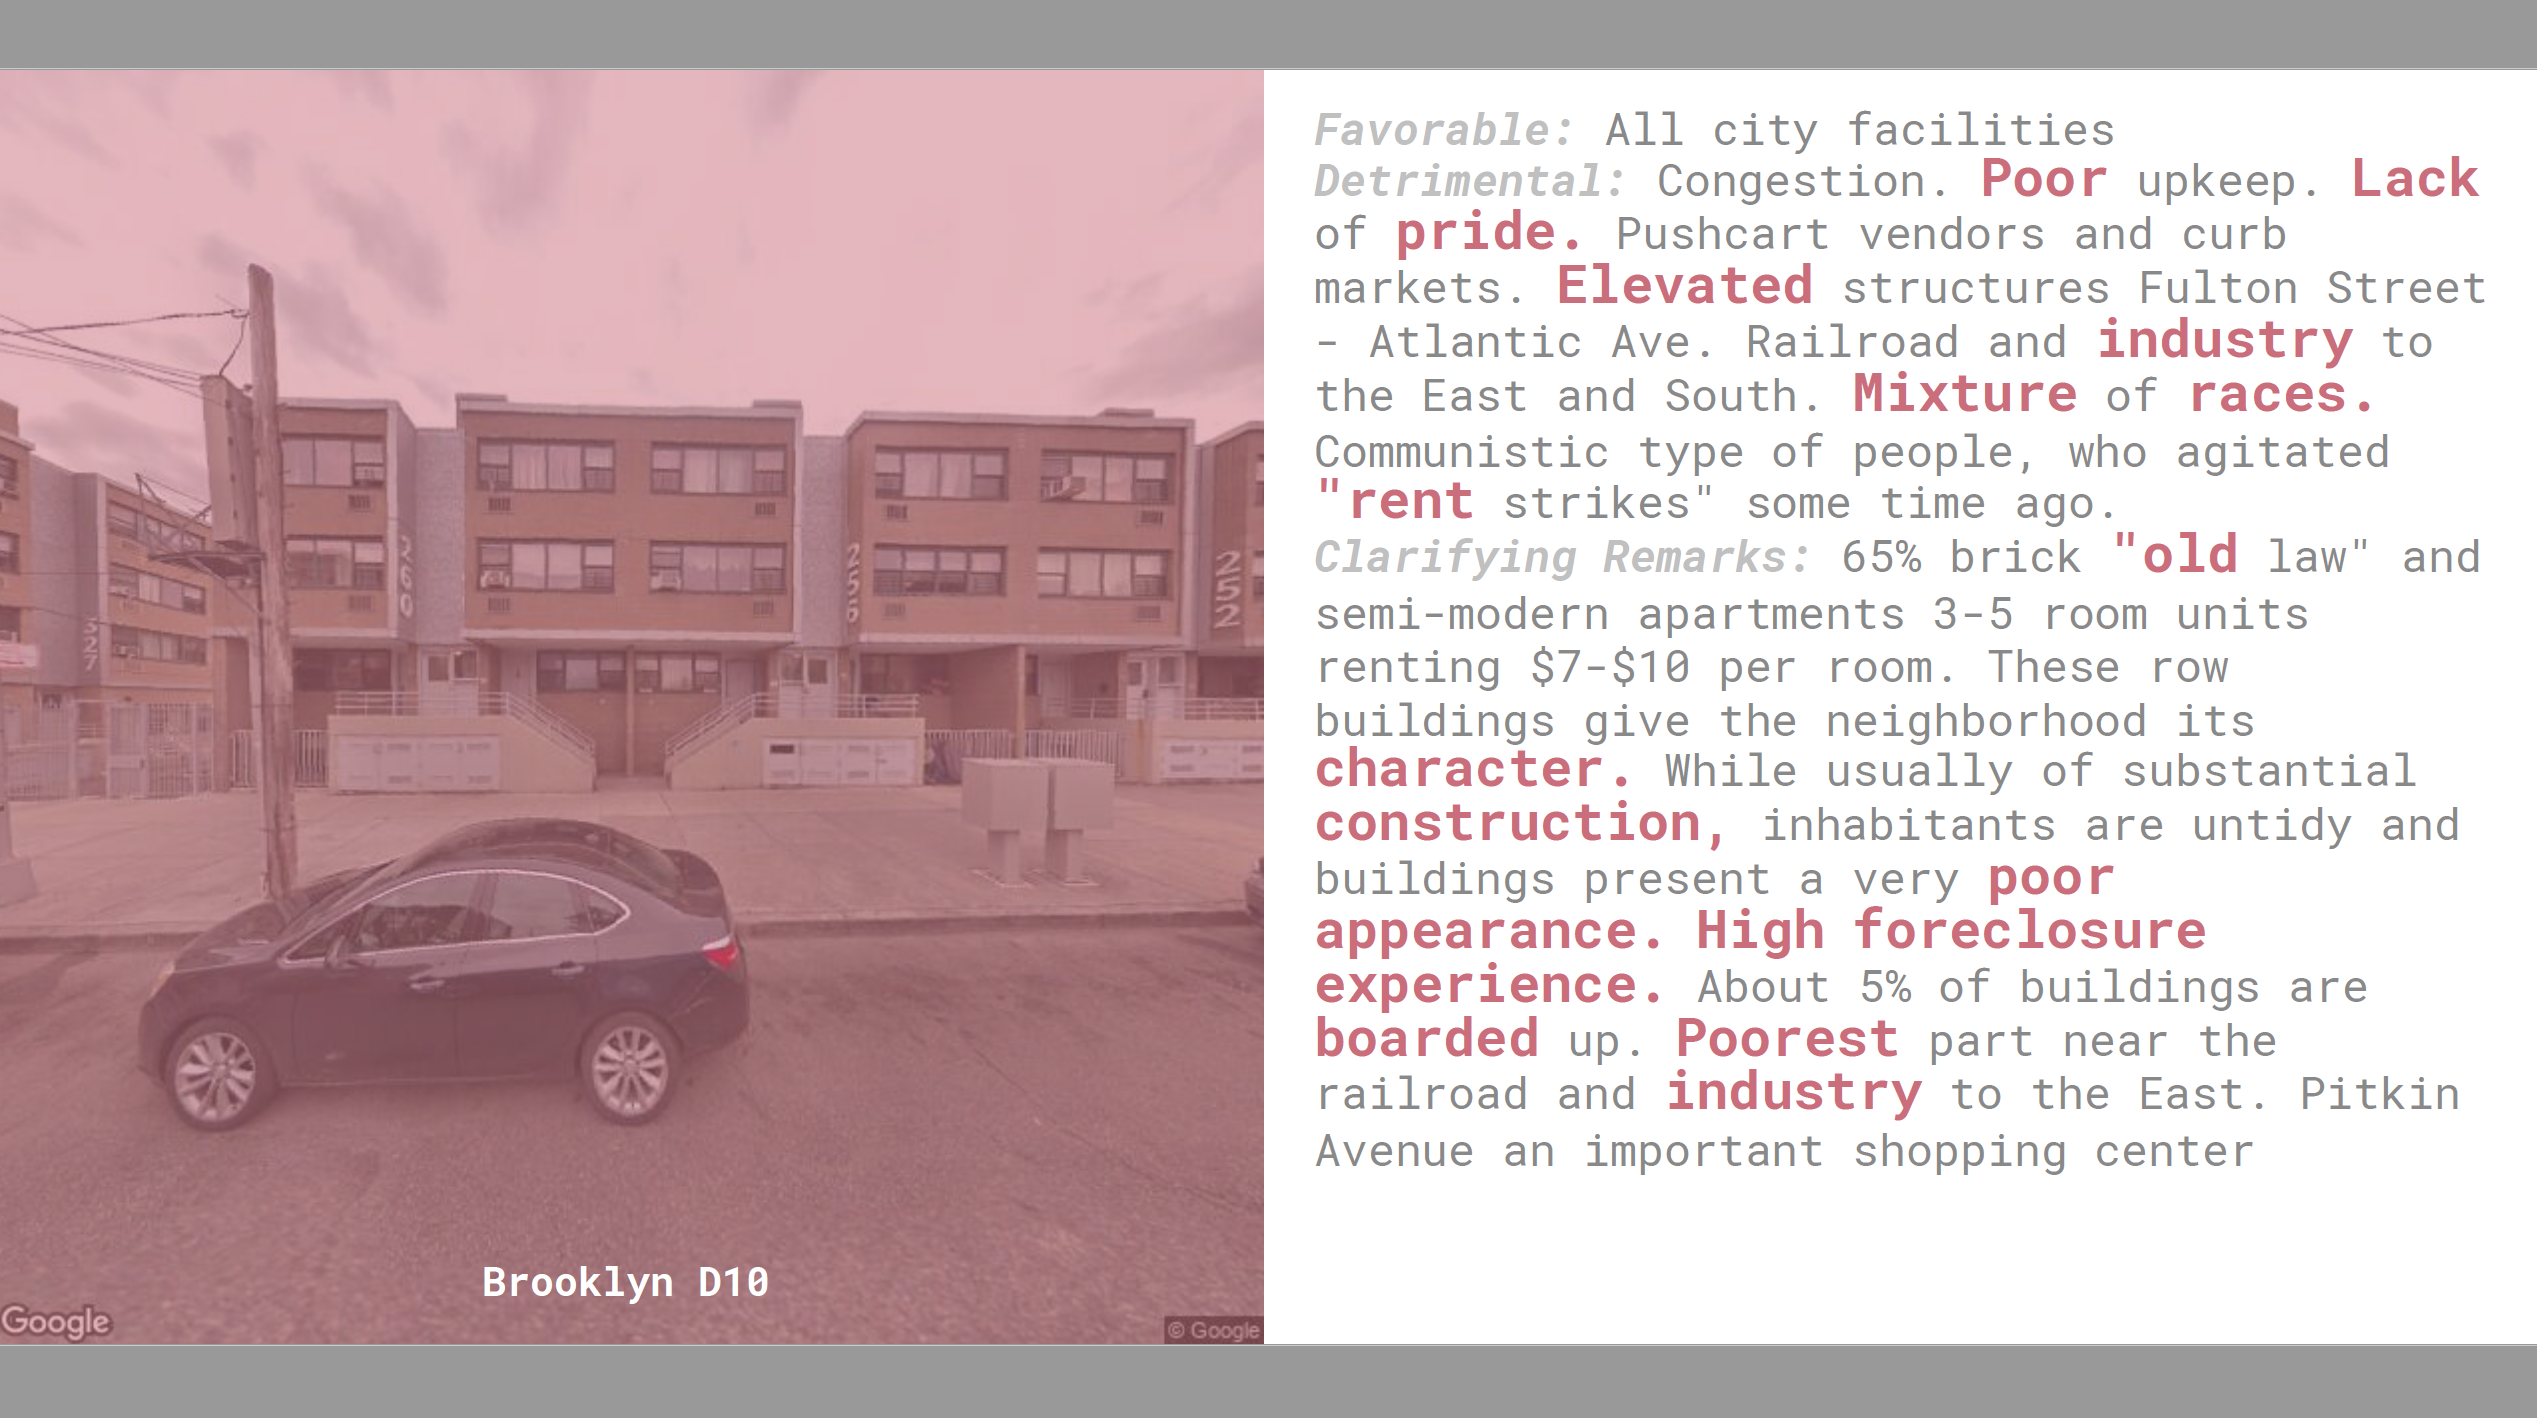 Favorable: All city facilities
Detrimental: Congestion. Poor upkeep. Lack
of pride. Pushcart vendors and curb
markets. Elevated structures Fulton Street
- Atlantic Ave. Railroad and industry to
the East and South. Mixture of races.
Communistic type of people, who agitated
"rent strikes" some time ago.
Clarifying Remarks: 65% brick "old law" and
semi-modern apartments 3-5 room units
renting $7-$10 per room. These row
buildings give the neighborhood its
character. While usually of substantial
construction, inhabitants are untidy and
buildings present a very poor
appearance. High foreclosure
experience. About 5% of buildings are
boarded up. Poorest part near the
railroad and industry to the East. Pitkin
Avenue an important shopping center
327
260
256
252
Brooklyn D10
Google
© Google